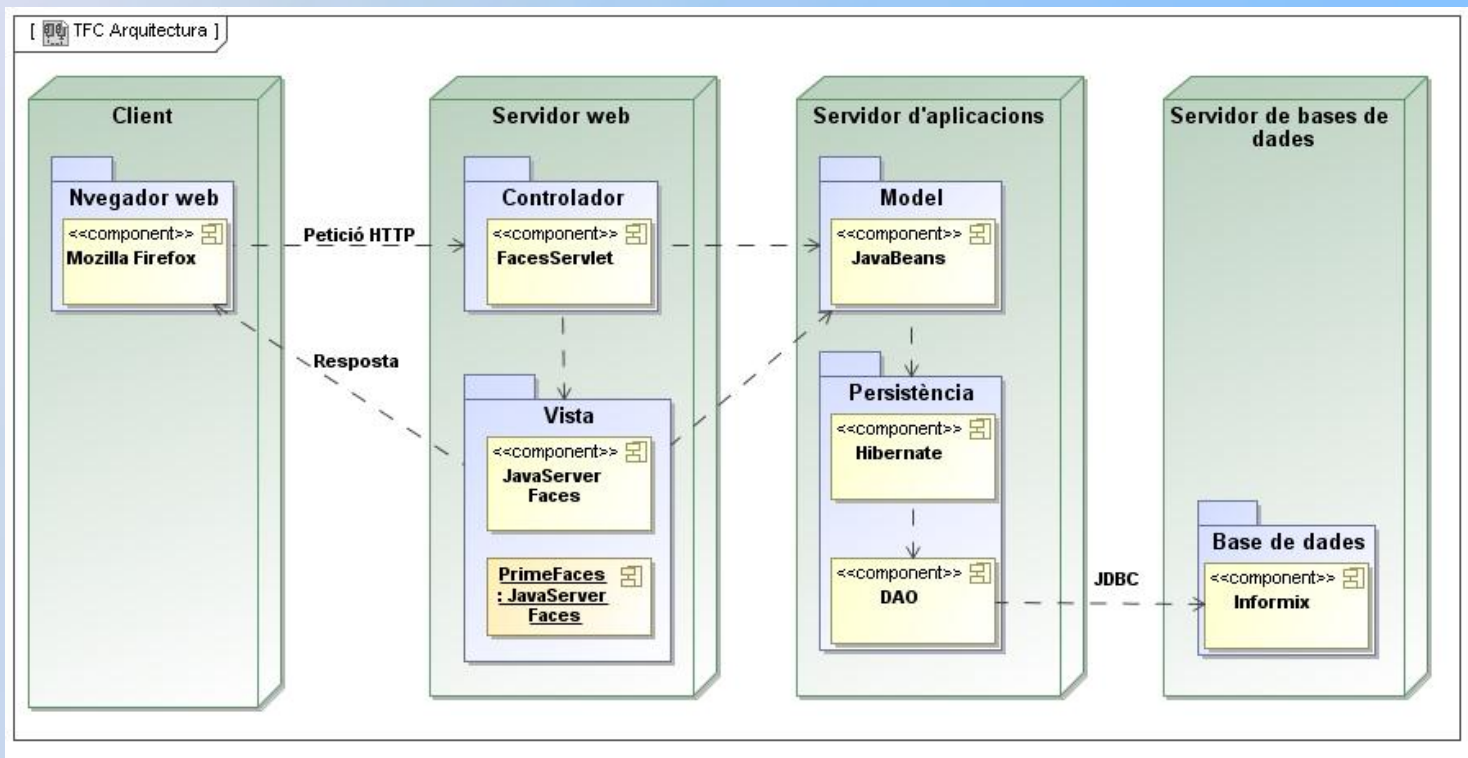 [ TFC Arquitectura ]
Client
Nvegador web
<<component>>
Mozilla Firefox
Petició HTTP
Resposta
Servidor web
Controlador
<<component>>
FacesServlet
Vista
<<component>>
JavaServer
Faces
PrimeFaces
: JavaServer
Faces
Servidor d'aplicacions
Model
<<component>>
JavaBeans
Persistència
<<component>>
Hibernate
<<component>>
DAO
JDBC
Servidor de bases de
dades
Base de dades
<<component>>
Informix